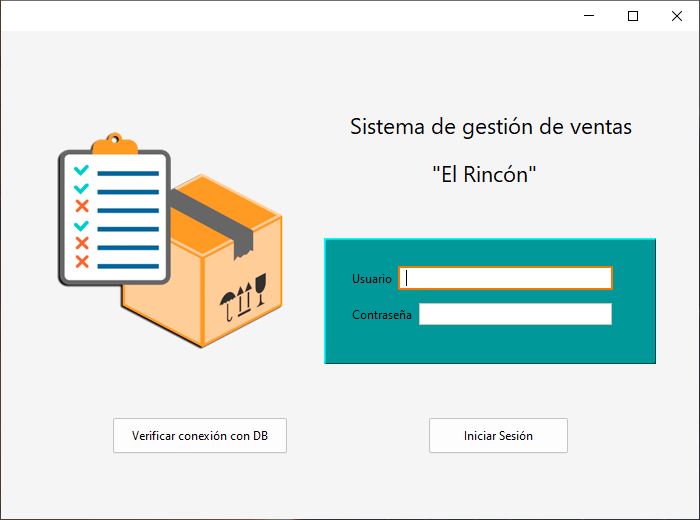 Sistema de gestión de ventas
"El Rincón"
Usuario
Contraseña
Verificar conexión con DB
Iniciar Sesión